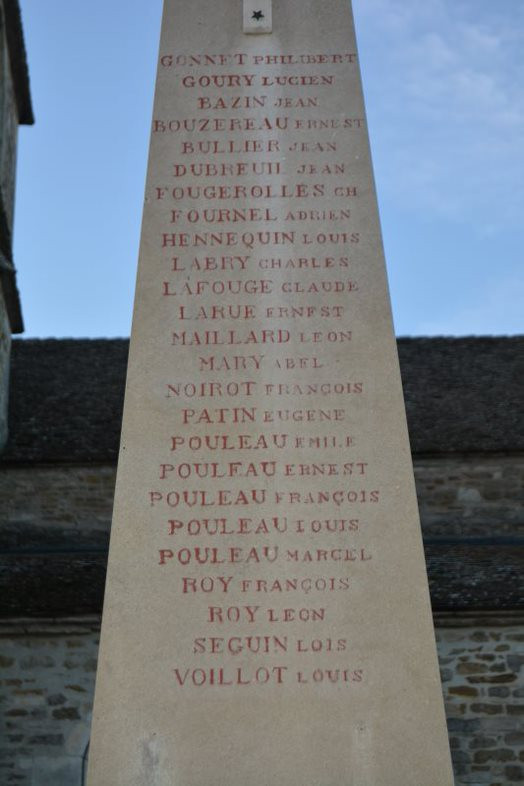 GONNET PHILIBERT
GOURY LUCIEN
BAZIN JEAN
BOUZEREAU ERNEST
BULLIER JEAN
DUBREUIL JEAN
FOUGEROLLES CH
FOURNEL ADRIEN
HENNEQUIN LOUIS
LABRY CHARLES
LAFOUGE CLAUDE
LARUE ERNEST
MAILLARD LEON
MARY ABEL
NOIROT FRANÇOIS
PATIN EUGENE
POULEAU EMILE
POULEAU ERNEST
POULEAU FRANÇOIS
POULEAU LOUIS
POULEAU MARCEL
ROY FRANÇOIS
ROY LEON
SEGUIN LOIS
VOILLOT LOUIS